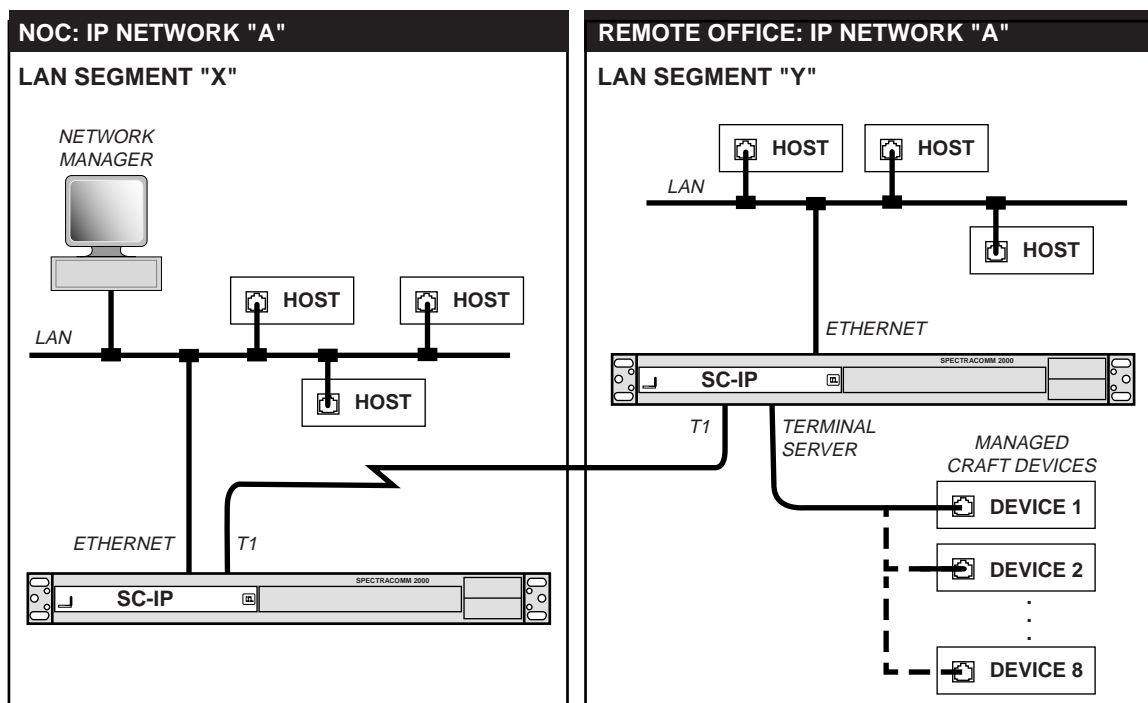 NOC: IP NETWORK "A"
LAN SEGMENT "X"
NETWORK
MANAGER
HOST
HOST
LAN
HOST
ETHERNET
T1
SPECTRACOMM 2000
SC-IP
REMOTE OFFICE: IP NETWORK "A"
LAN SEGMENT "Y"
HOST
HOST
LAN
HOST
ETHERNET
SPECTRACOMM 2000
SC-IP
T1
TERMINAL
SERVER
MANAGED
CRAFT DEVICES
DEVICE 1
DEVICE 2
DEVICE 8